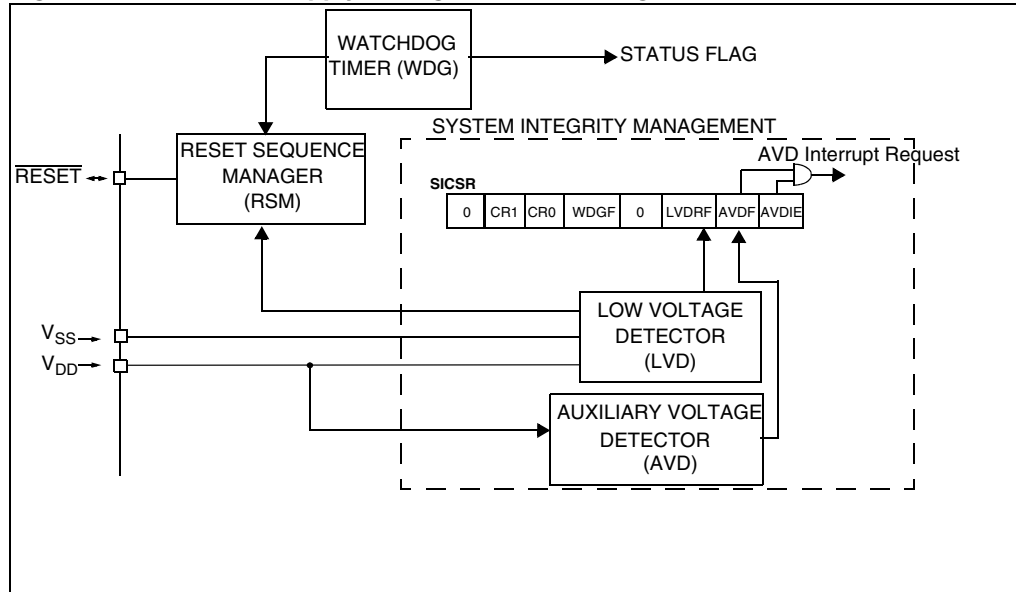 WATCHDOG
TIMER (WDG)
STATUS FLAG
SYSTEM INTEGRITY MANAGEMENT
AVD Interrupt Request
RESET SEQUENCE
MANAGER
(RSM)
RESET
SICSR
0 CR1 CR0 WDGF 0 LVDRF AVDF AVDIE
LOW VOLTAGE
DETECTOR
(LVD)
VSS
VDD
AUXILIARY VOLTAGE
DETECTOR
(AVD)